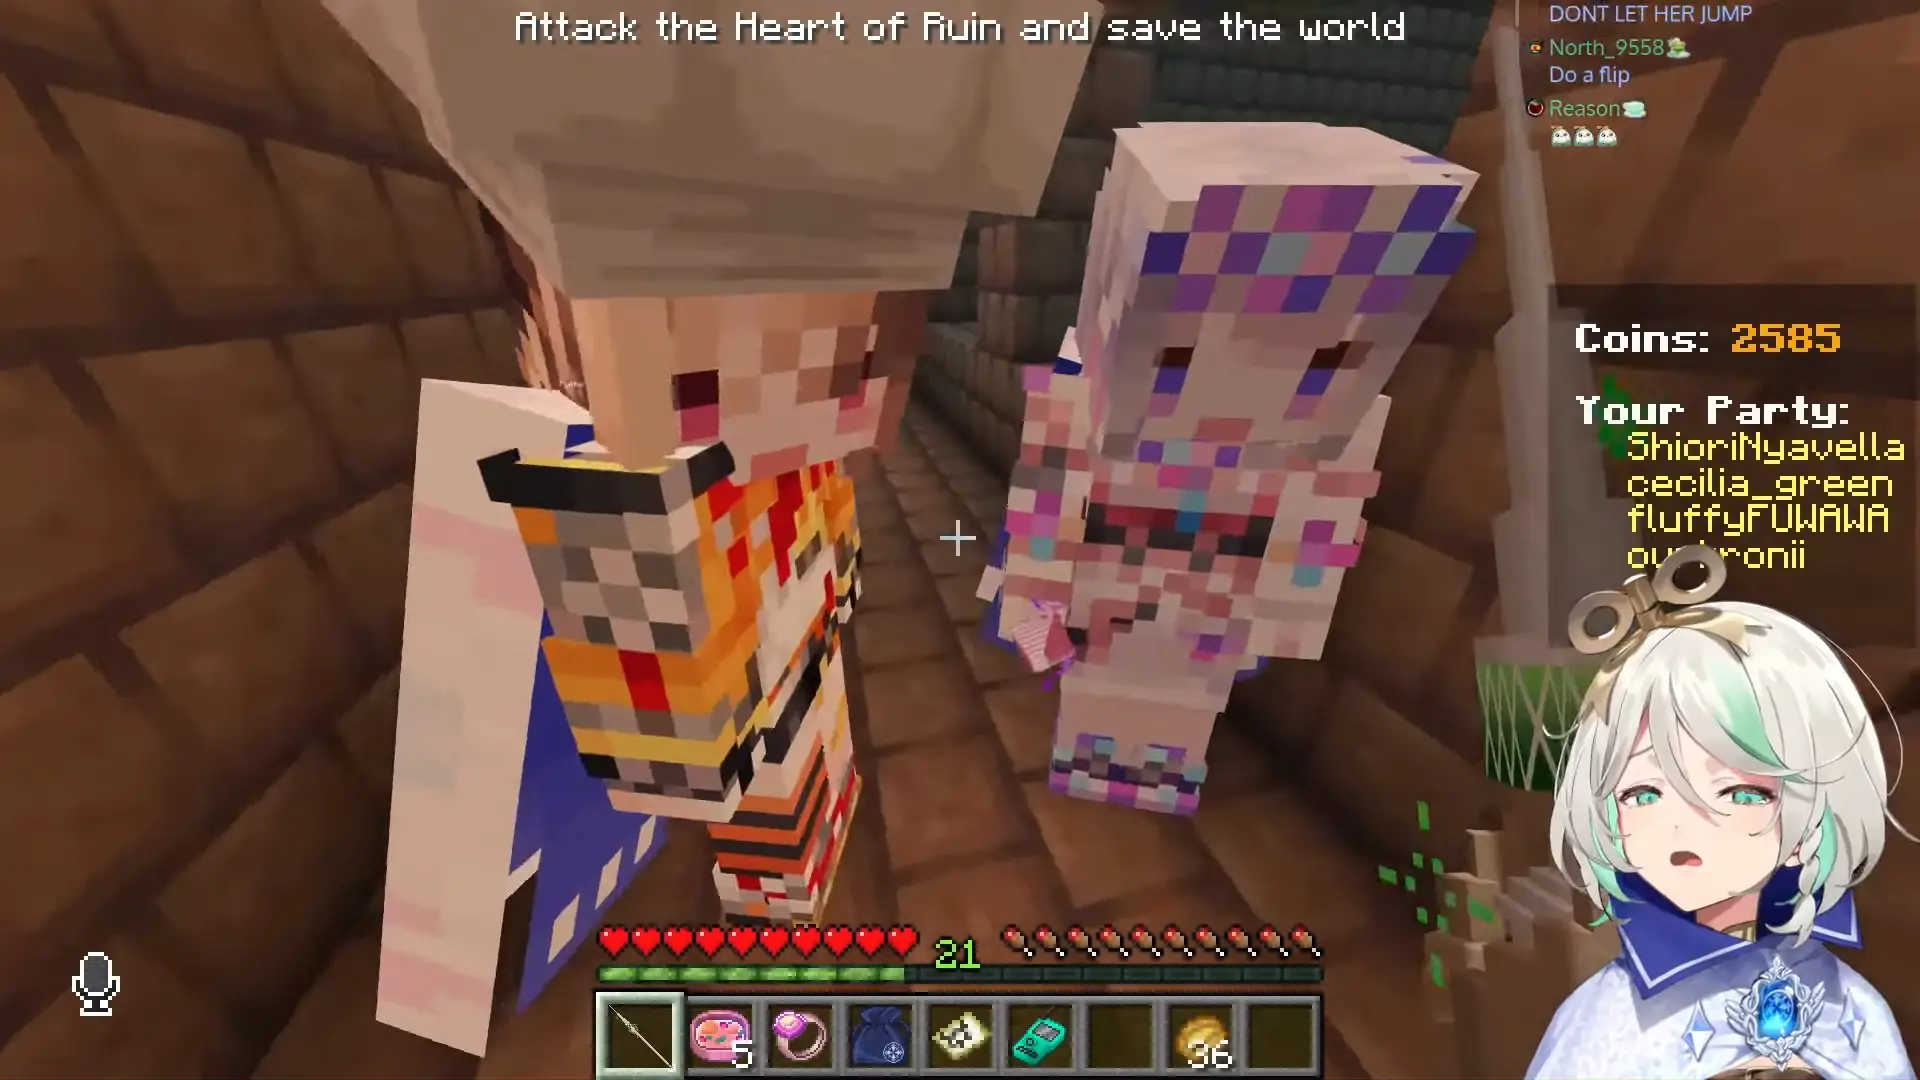 Attack the Heart of Ruin and save the world
DONT LET HER JUMP
North_9558
Do a flip
Reason
Coins: 2585
Your Party:
ShioriNyavella
cecilia_green
fluffyFUWAWA
21
5
36